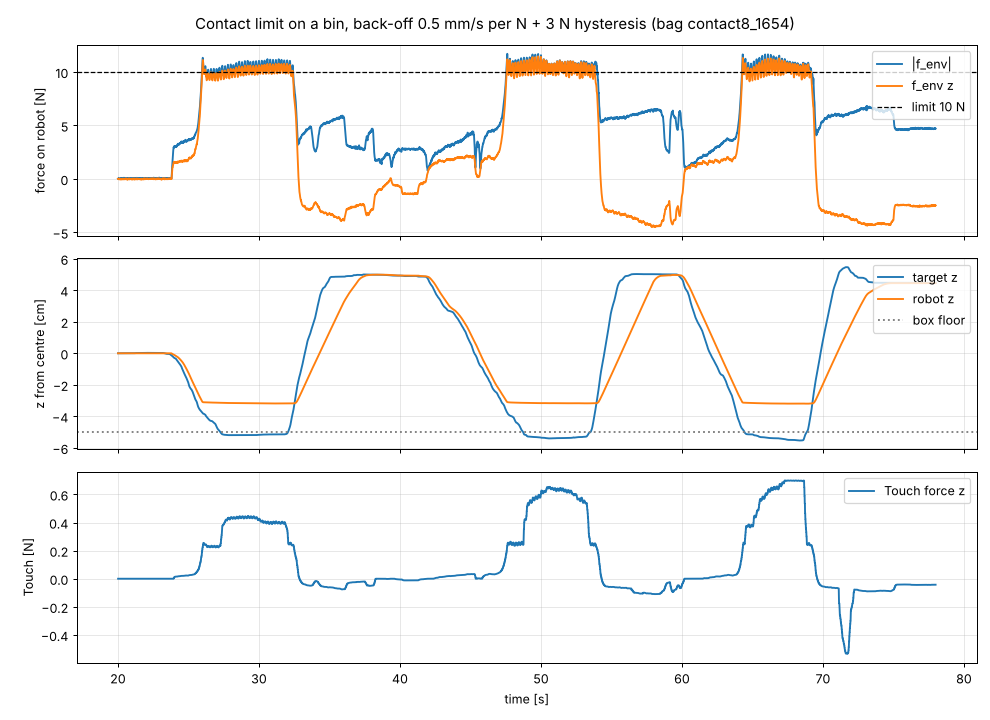 Contact limit on a bin, back-off 0.5 mm/s per N + 3 N hysteresis (bag contact8_1654)
force on robot [N]
10
5
0
−5
|f_env|
f_env z
limit 10 N
z from centre [cm]
6
4
2
0
−2
−4
−6
target z
robot z
box floor
Touch [N]
0.6
0.4
0.2
0.0
−0.2
−0.4
Touch force z
20 30 40 50 60 70 80
time [s]